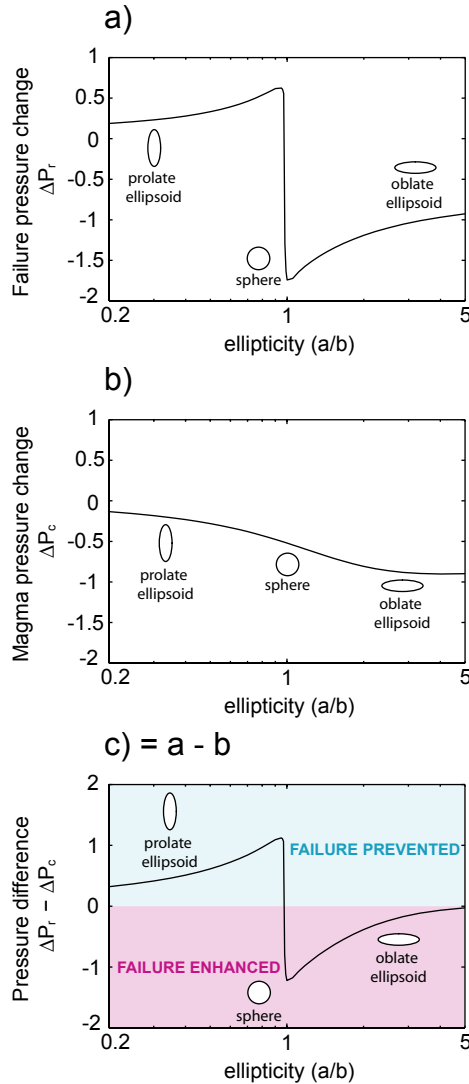 a)
Failure pressure change
ΔPr
1
0.5
0
-0.5
-1
-1.5
-2
prolate
ellipsoid
oblate
ellipsoid
sphere
0.2
1
5
ellipticity (a/b)
b)
Magma pressure change
ΔPc
1
0.5
0
-0.5
-1
-1.5
-2
prolate
ellipsoid
sphere
oblate
ellipsoid
0.2
1
5
ellipticity (a/b)
c) = a - b
Pressure difference
ΔPr − ΔPc
2
1
0
-1
-2
prolate
ellipsoid
FAILURE PREVENTED
FAILURE ENHANCED
oblate
ellipsoid
sphere
0.2
1
5
ellipticity (a/b)